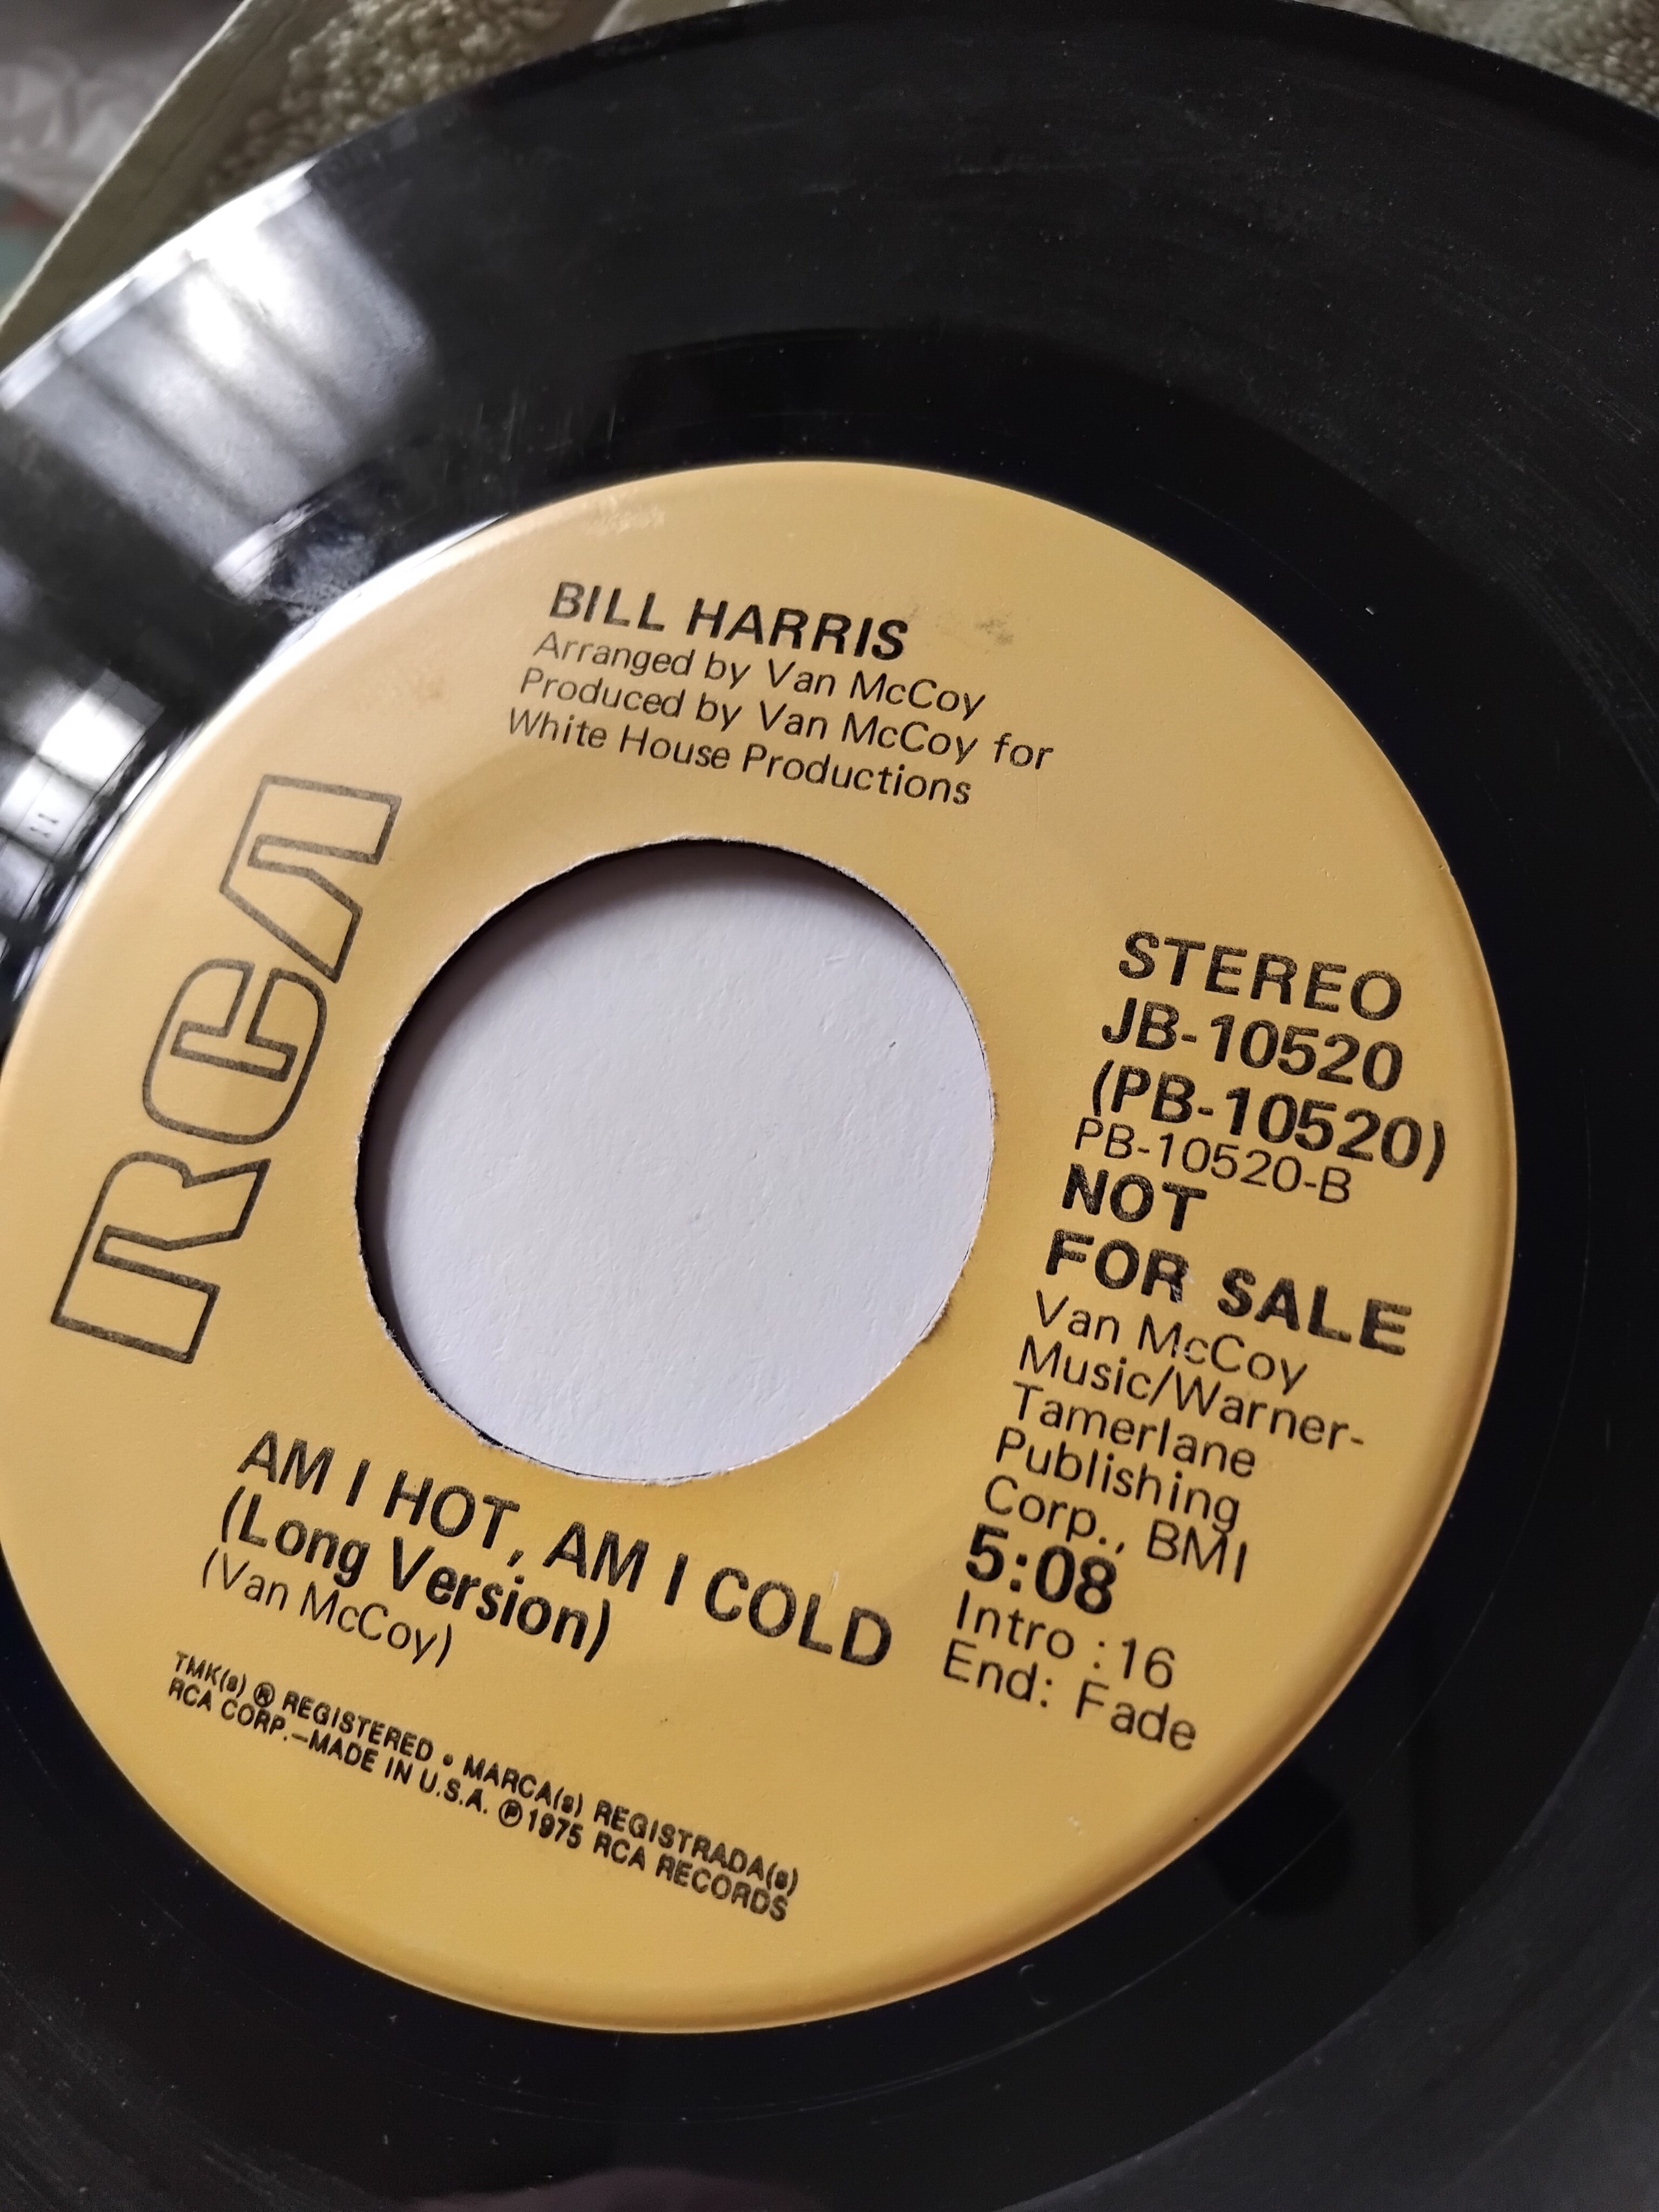 BILL HARRIS
Arranged by Van McCoy
Produced by Van McCoy for
White House Productions
RCA
STEREO
JB-10520
(PB-10520)
PB-10520-B
NOT
FOR SALE
Van McCoy
Music/Warner-
Tamerlane
Publishing
Corp., BMI
5:08
Intro :16
End: Fade
AM I HOT, AM I COLD
(Long Version)
(Van McCoy)
TMK(s) ® REGISTERED • MARCA(s) REGISTRADA(s)
RCA CORP.—MADE IN U.S.A. ℗1975 RCA RECORDS